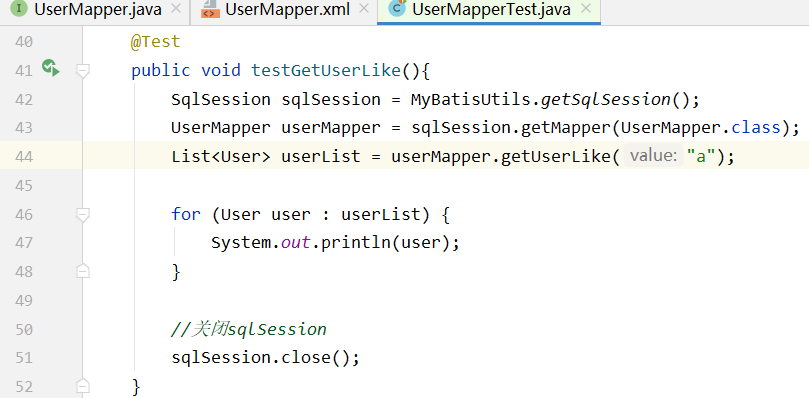 UserMapper.java
UserMapper.xml
UserMapperTest.java
40 @Test
41 public void testGetUserLike(){
42 SqlSession sqlSession = MyBatisUtils.getSqlSession();
43 UserMapper userMapper = sqlSession.getMapper(UserMapper.class);
44 List<User> userList = userMapper.getUserLike( value: "a");
45
46 for (User user : userList) {
47 System.out.println(user);
48 }
49
50 //关闭sqlSession
51 sqlSession.close();
52 }